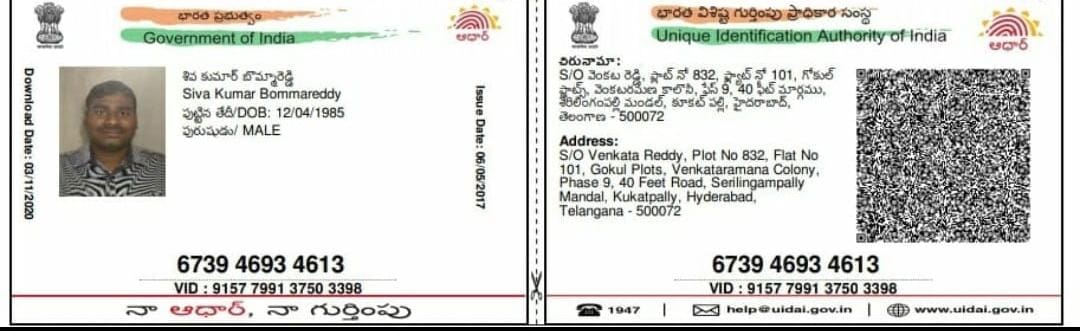 భారత ప్రభుత్వం
Government of India
ఆధార్
Download Date: 03/11/2020
శివ కుమార్ బొమ్మారెడ్డి
Siva Kumar Bommareddy
పుట్టిన తేదీ/DOB: 12/04/1985
పురుషుడు/ MALE
Issue Date: 06/05/2017
6739 4693 4613
VID : 9157 7991 3750 3398
నా ఆధార్, నా గుర్తింపు
భారత విశిష్ట గుర్తింపు ప్రాధికార సంస్థ
Unique Identification Authority of India
ఆధార్
చిరునామా:
S/O వెంకట రెడ్డి, ప్లాట్ నో 832, ఫ్లాట్ నో 101, గోకుల్
ప్లాట్స్, వెంకటరమణ కాలొనీ, ఫేస్ 9, 40 ఫీట్ మార్గము,
శేరిలింగంపల్లి మండల్, కూకట్ పల్లి, హైదరాబాద్,
తెలంగాణ - 500072
Address:
S/O Venkata Reddy, Plot No 832, Flat No
101, Gokul Plots, Venkataramana Colony,
Phase 9, 40 Feet Road, Serilingampally
Mandal, Kukatpally, Hyderabad,
Telangana - 500072
6739 4693 4613
VID : 9157 7991 3750 3398
1947 | help@uidai.gov.in | www.uidai.gov.in